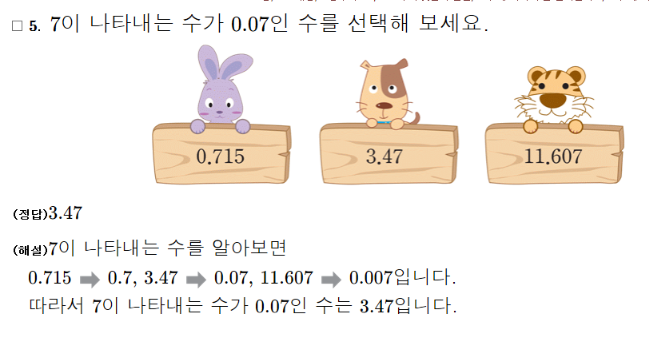 □ 5. 7이 나타내는 수가 0.07인 수를 선택해 보세요.
0.715 3.47 11.607
(정답)3.47
(해설)7이 나타내는 수를 알아보면
0.715 ➡ 0.7, 3.47 ➡ 0.07, 11.607 ➡ 0.007입니다.
따라서 7이 나타내는 수가 0.07인 수는 3.47입니다.